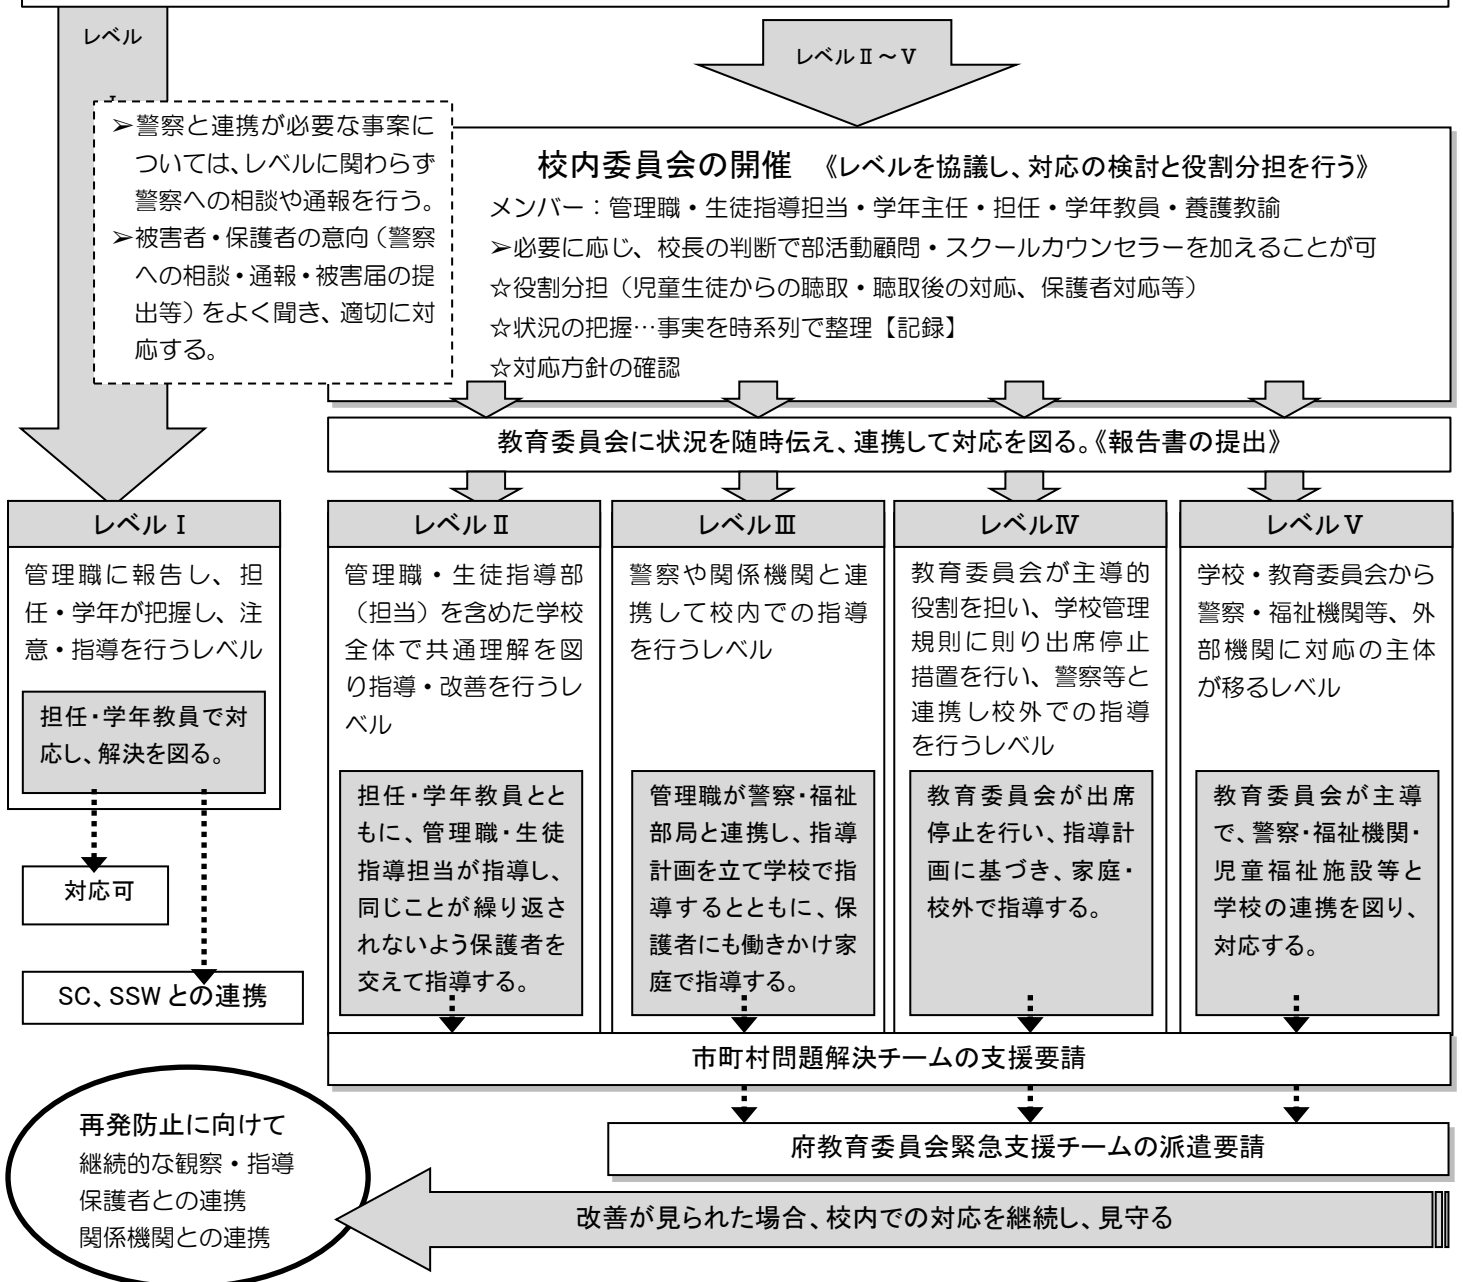 レベル
Ⅰ
レベルⅡ～Ⅴ
➢警察と連携が必要な事案に
ついては、レベルに関わらず
警察への相談や通報を行う。
➢被害者・保護者の意向（警察
への相談・通報・被害届の提
出等）をよく聞き、適切に対
応する。
校内委員会の開催　《レベルを協議し、対応の検討と役割分担を行う》
メンバー：管理職・生徒指導担当・学年主任・担任・学年教員・養護教諭
➢必要に応じ、校長の判断で部活動顧問・スクールカウンセラーを加えることが可
☆役割分担（児童生徒からの聴取・聴取後の対応、保護者対応等）
☆状況の把握…事実を時系列で整理【記録】
☆対応方針の確認
教育委員会に状況を随時伝え、連携して対応を図る。《報告書の提出》
レベルⅠ
管理職に報告し、担
任・学年が把握し、注
意・指導を行うレベル
担任・学年教員で対
応し、解決を図る。
対応可
SC、SSWとの連携
レベルⅡ
管理職・生徒指導部
（担当）を含めた学校
全体で共通理解を図
り指導・改善を行うレ
ベル
担任・学年教員とと
もに、管理職・生徒
指導担当が指導し、
同じことが繰り返さ
れないよう保護者を
交えて指導する。
レベルⅢ
警察や関係機関と連
携して校内での指導
を行うレベル
管理職が警察・福祉
部局と連携し、指導
計画を立て学校で指
導するとともに、保
護者にも働きかけ家
庭で指導する。
レベルⅣ
教育委員会が主導的
役割を担い、学校管理
規則に則り出席停止
措置を行い、警察等と
連携し校外での指導
を行うレベル
教育委員会が出席
停止を行い、指導計
画に基づき、家庭・
校外で指導する。
レベルⅤ
学校・教育委員会から
警察・福祉機関等、外
部機関に対応の主体
が移るレベル
教育委員会が主導
で、警察・福祉機関・
児童福祉施設等と
学校の連携を図り、
対応する。
市町村問題解決チームの支援要請
府教育委員会緊急支援チームの派遣要請
改善が見られた場合、校内での対応を継続し、見守る
再発防止に向けて
継続的な観察・指導
保護者との連携
関係機関との連携